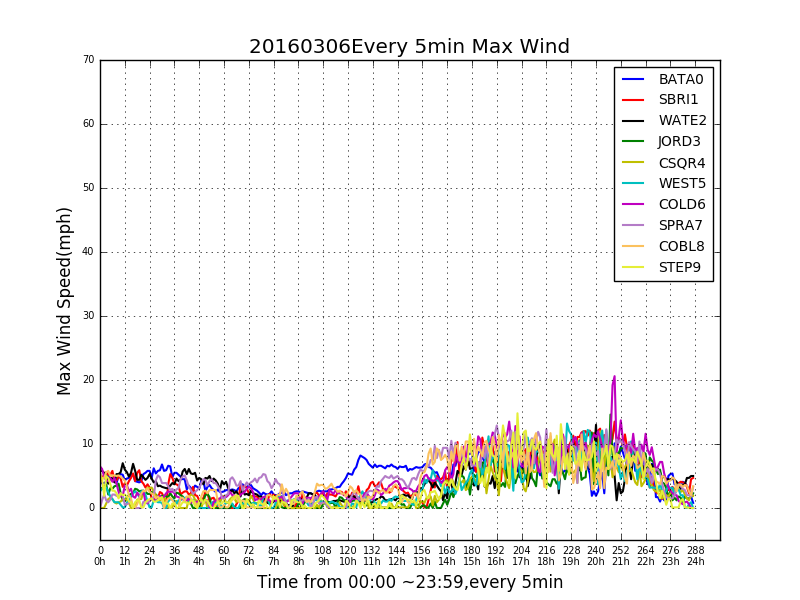 20160306Every 5min Max Wind
70
60
50
40
30
20
10
0
Max Wind Speed(mph)
BATA0
SBRI1
WATE2
JORD3
CSQR4
WEST5
COLD6
SPRA7
COBL8
STEP9
0 12 24 36 48 60 72 84 96 108 120 132 144 156 168 180 192 204 216 228 240 252 264 276 288
0h 1h 2h 3h 4h 5h 6h 7h 8h 9h 10h 11h 12h 13h 14h 15h 16h 17h 18h 19h 20h 21h 22h 23h 24h
Time from 00:00 ~23:59,every 5min